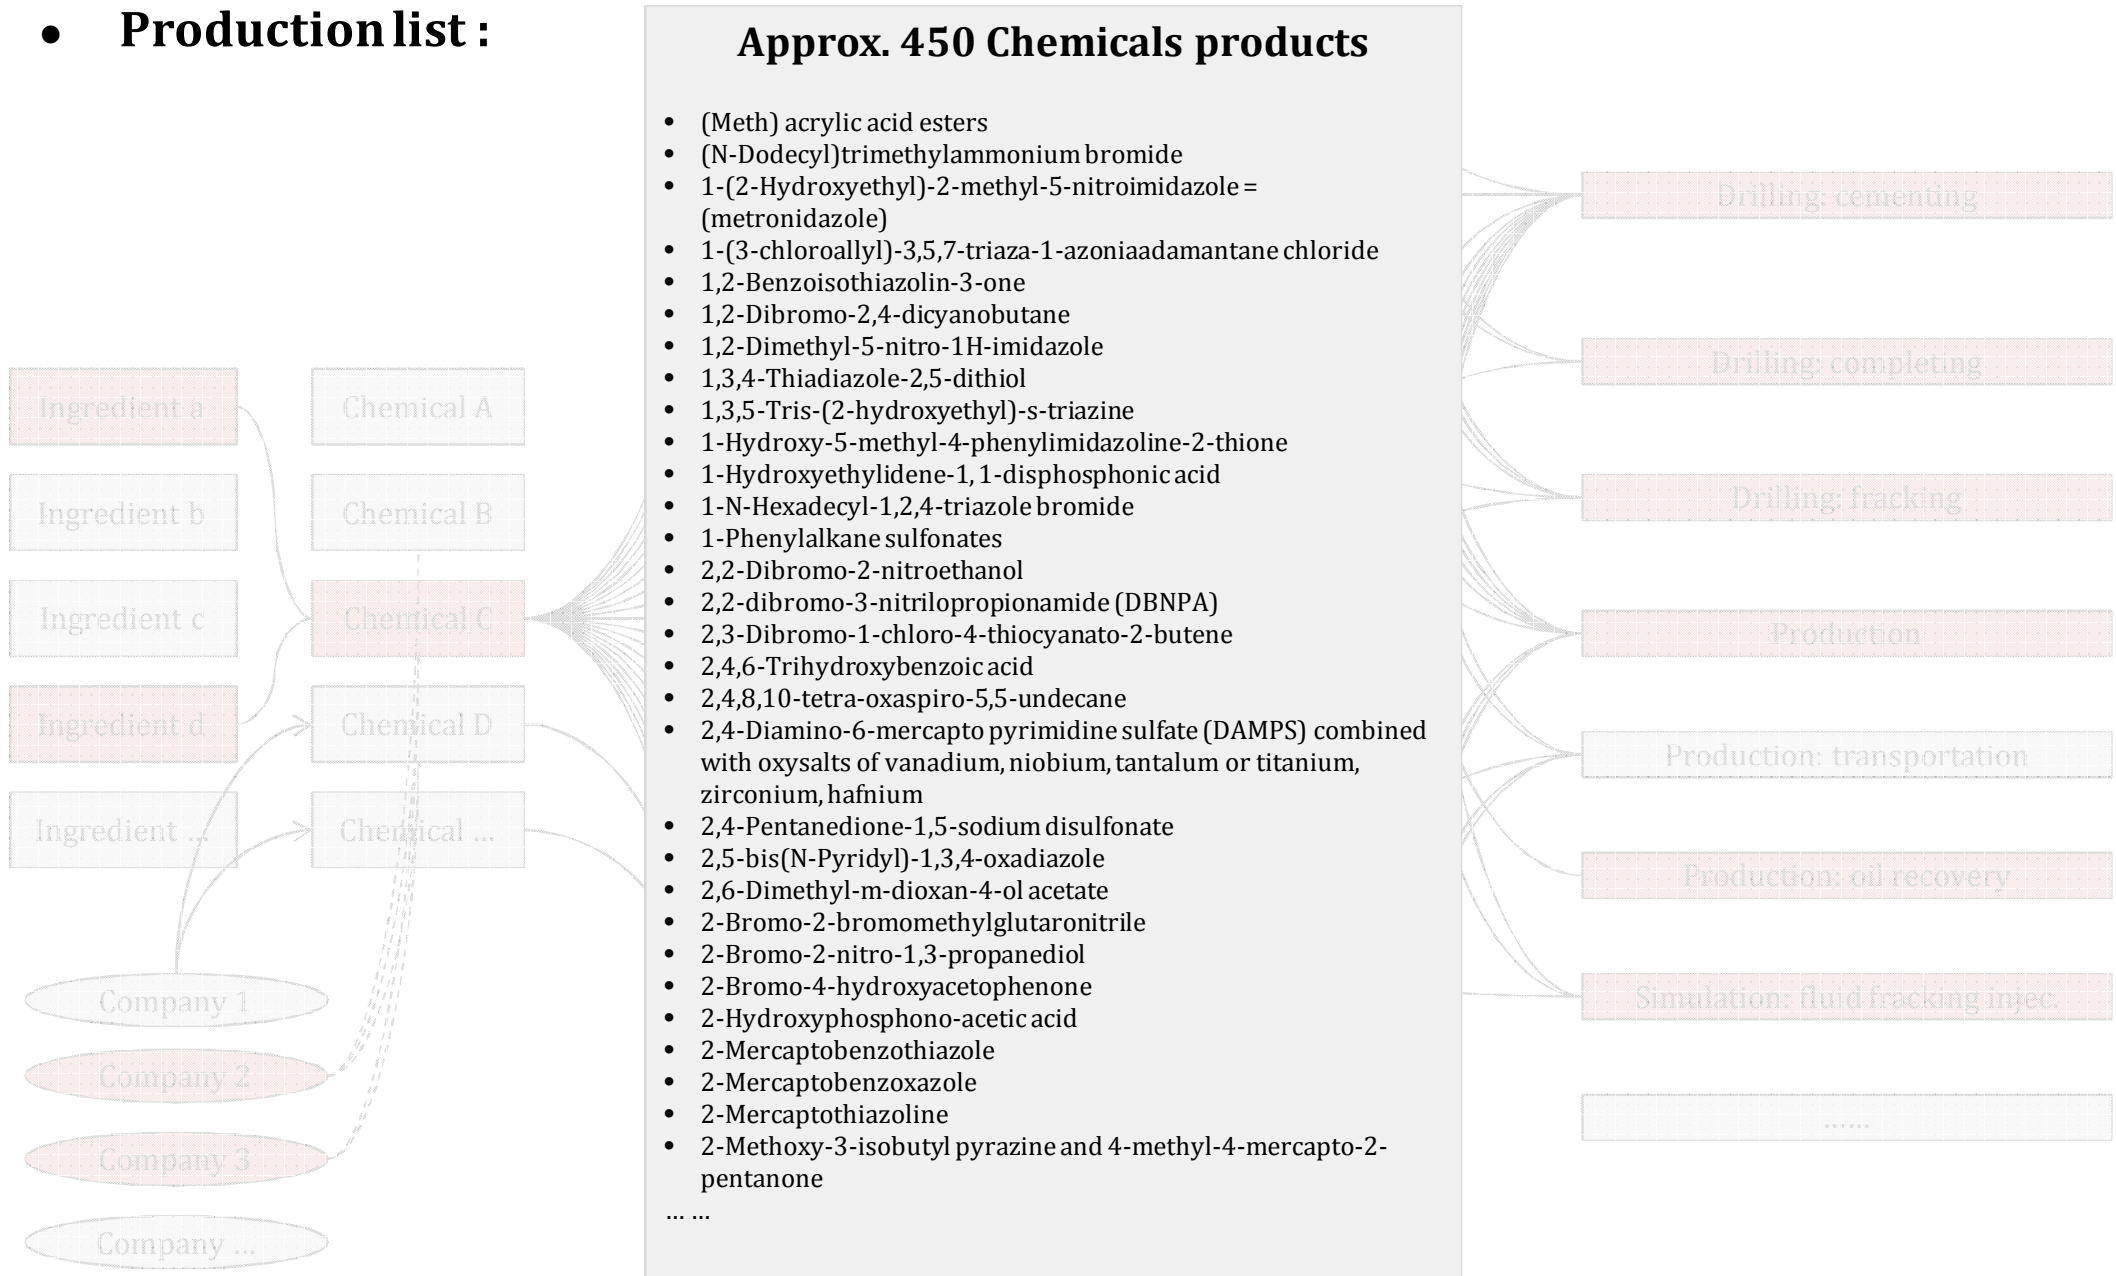 • Production list :
Approx. 450 Chemicals products
• (Meth) acrylic acid esters
• (N-Dodecyl)trimethylammonium bromide
• 1-(2-Hydroxyethyl)-2-methyl-5-nitroimidazole =
(metronidazole)
• 1-(3-chloroallyl)-3,5,7-triaza-1-azoniaadamantane chloride
• 1,2-Benzoisothiazolin-3-one
• 1,2-Dibromo-2,4-dicyanobutane
• 1,2-Dimethyl-5-nitro-1H-imidazole
• 1,3,4-Thiadiazole-2,5-dithiol
• 1,3,5-Tris-(2-hydroxyethyl)-s-triazine
• 1-Hydroxy-5-methyl-4-phenylimidazoline-2-thione
• 1-Hydroxyethylidene-1, 1-disphosphonic acid
• 1-N-Hexadecyl-1,2,4-triazole bromide
• 1-Phenylalkane sulfonates
• 2,2-Dibromo-2-nitroethanol
• 2,2-dibromo-3-nitrilopropionamide (DBNPA)
• 2,3-Dibromo-1-chloro-4-thiocyanato-2-butene
• 2,4,6-Trihydroxybenzoic acid
• 2,4,8,10-tetra-oxaspiro-5,5-undecane
• 2,4-Diamino-6-mercapto pyrimidine sulfate (DAMPS) combined
with oxysalts of vanadium, niobium, tantalum or titanium,
zirconium, hafnium
• 2,4-Pentanedione-1,5-sodium disulfonate
• 2,5-bis(N-Pyridyl)-1,3,4-oxadiazole
• 2,6-Dimethyl-m-dioxan-4-ol acetate
• 2-Bromo-2-bromomethylglutaronitrile
• 2-Bromo-2-nitro-1,3-propanediol
• 2-Bromo-4-hydroxyacetophenone
• 2-Hydroxyphosphono-acetic acid
• 2-Mercaptobenzothiazole
• 2-Mercaptobenzoxazole
• 2-Mercaptothiazoline
• 2-Methoxy-3-isobutyl pyrazine and 4-methyl-4-mercapto-2-
pentanone
... ...
Ingredient a
Ingredient b
Ingredient c
Ingredient d
Ingredient ...
Chemical A
Chemical B
Chemical C
Chemical D
Chemical ...
Company 1
Company 2
Company 3
Company ...
Drilling: cementing
Drilling: completing
Drilling: fracking
Production
Production: transportation
Production: oil recovery
Simulation: fluid fracking injec.
......